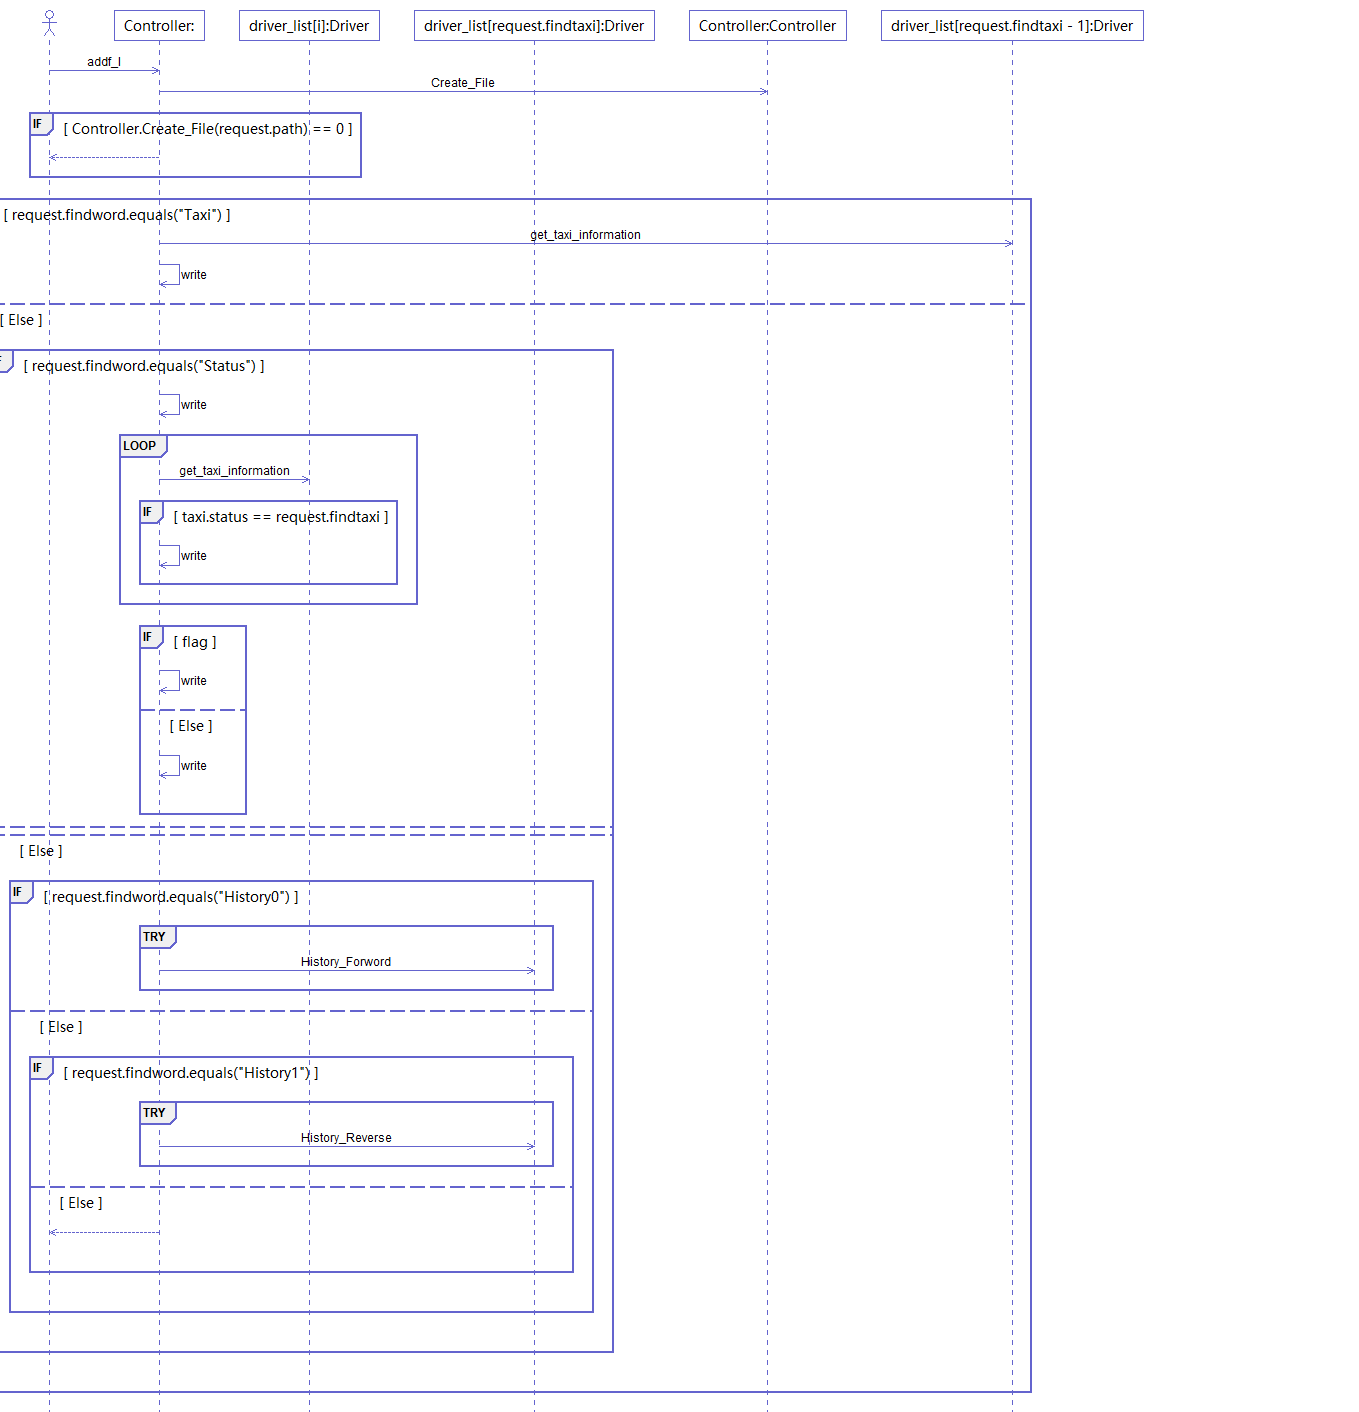 Controller:
driver_list[i]:Driver
driver_list[request.findtaxi]:Driver
Controller:Controller
driver_list[request.findtaxi - 1]:Driver
addf_l
Create_File
IF
[ Controller.Create_File(request.path) == 0 ]
[ request.findword.equals("Taxi") ]
get_taxi_information
write
[ Else ]
[ request.findword.equals("Status") ]
write
LOOP
get_taxi_information
IF
[ taxi.status == request.findtaxi ]
write
IF
[ flag ]
write
[ Else ]
write
[ Else ]
IF
[ request.findword.equals("History0") ]
TRY
History_Forword
[ Else ]
IF
[ request.findword.equals("History1") ]
TRY
History_Reverse
[ Else ]